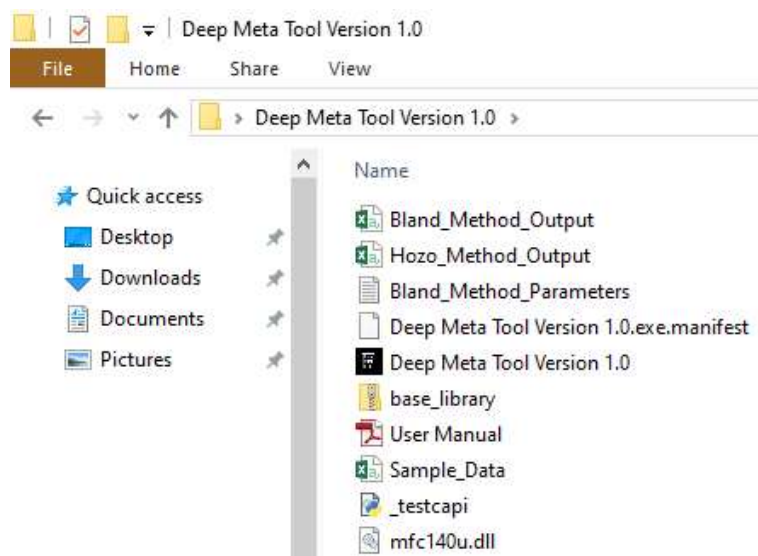 Deep Meta Tool Version 1.0
File Home Share View
Deep Meta Tool Version 1.0
Name
Quick access
Desktop
Downloads
Documents
Pictures
Bland_Method_Output
Hozo_Method_Output
Bland_Method_Parameters
Deep Meta Tool Version 1.0.exe.manifest
Deep Meta Tool Version 1.0
base_library
User Manual
Sample_Data
_testcapi
mfc140u.dll